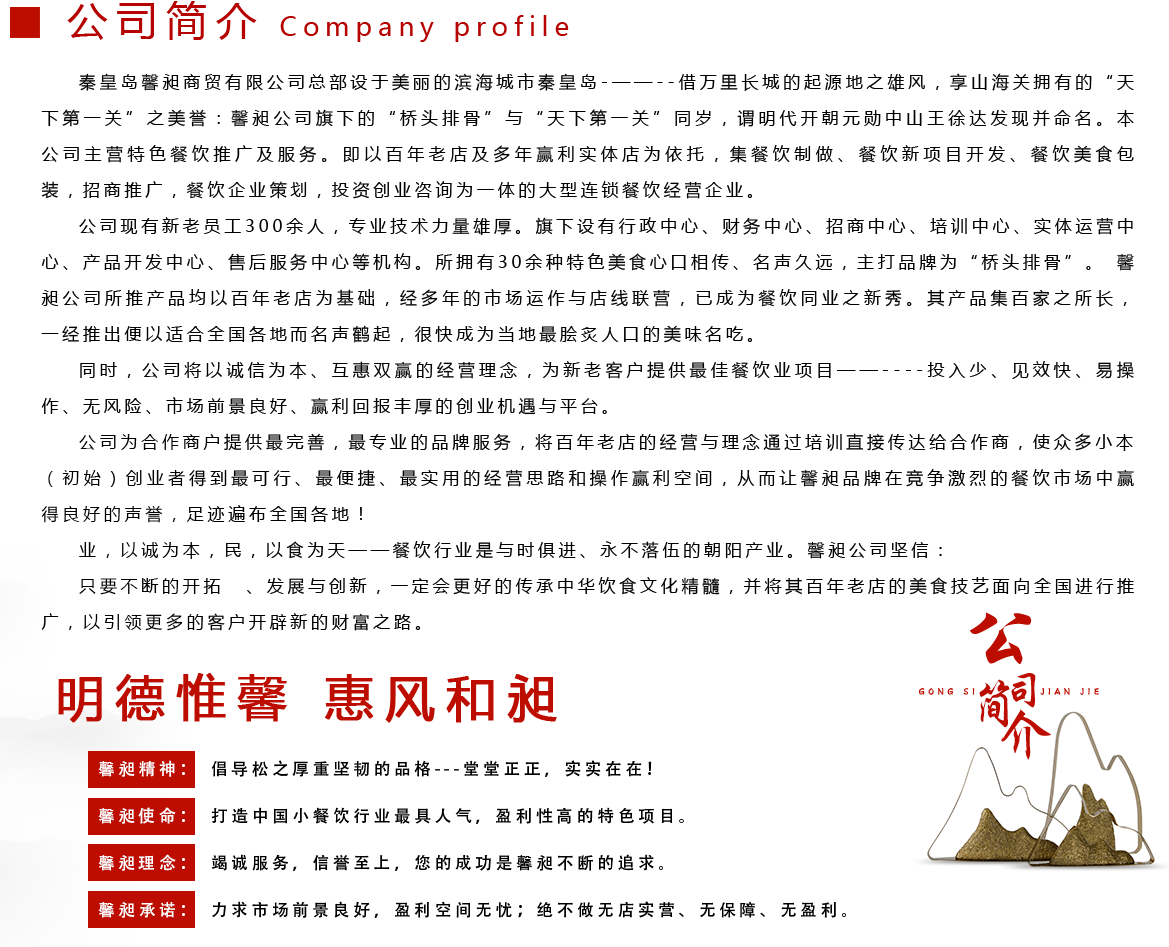 公司简介 Company profile
秦皇岛馨昶商贸有限公司总部设于美丽的滨海城市秦皇岛-——--借万里长城的起源地之雄风，享山海关拥有的“天
下第一关”之美誉：馨昶公司旗下的“桥头排骨”与“天下第一关”同岁，谓明代开朝元勋中山王徐达发现并命名。本
公司主营特色餐饮推广及服务。即以百年老店及多年赢利实体店为依托，集餐饮制做、餐饮新项目开发、餐饮美食包
装，招商推广，餐饮企业策划，投资创业咨询为一体的大型连锁餐饮经营企业。
公司现有新老员工300余人，专业技术力量雄厚。旗下设有行政中心、财务中心、招商中心、培训中心、实体运营中
心、产品开发中心、售后服务中心等机构。所拥有30余种特色美食心口相传、名声久远，主打品牌为“桥头排骨”。 馨
昶公司所推产品均以百年老店为基础，经多年的市场运作与店线联营，已成为餐饮同业之新秀。其产品集百家之所长，
一经推出便以适合全国各地而名声鹤起，很快成为当地最脍炙人口的美味名吃。
同时，公司将以诚信为本、互惠双赢的经营理念，为新老客户提供最佳餐饮业项目——----投入少、见效快、易操
作、无风险、市场前景良好、赢利回报丰厚的创业机遇与平台。
公司为合作商户提供最完善，最专业的品牌服务，将百年老店的经营与理念通过培训直接传达给合作商，使众多小本
（初始）创业者得到最可行、最便捷、最实用的经营思路和操作赢利空间，从而让馨昶品牌在竞争激烈的餐饮市场中赢
得良好的声誉，足迹遍布全国各地！
业，以诚为本，民，以食为天——餐饮行业是与时俱进、永不落伍的朝阳产业。馨昶公司坚信：
只要不断的开拓　、发展与创新，一定会更好的传承中华饮食文化精髓，并将其百年老店的美食技艺面向全国进行推
广，以引领更多的客户开辟新的财富之路。
公司简介
GONG SI JIAN JIE
明德惟馨 惠风和昶
馨昶精神： 倡导松之厚重坚韧的品格---堂堂正正，实实在在！
馨昶使命： 打造中国小餐饮行业最具人气，盈利性高的特色项目。
馨昶理念： 竭诚服务，信誉至上，您的成功是馨昶不断的追求。
馨昶承诺： 力求市场前景良好，盈利空间无忧；绝不做无店实营、无保障、无盈利。